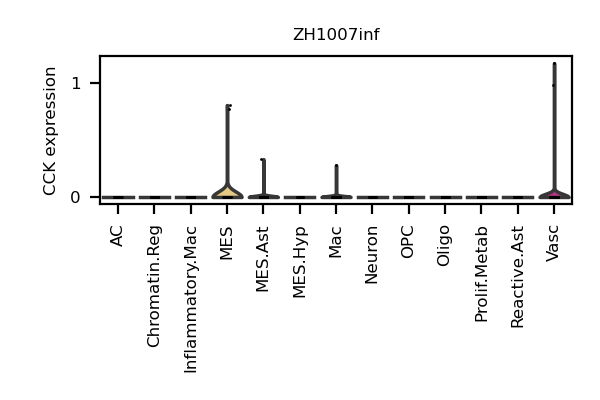 ZH1007inf
CCK expression
1
0
AC
Chromatin.Reg
Inflammatory.Mac
MES
MES.Ast
MES.Hyp
Mac
Neuron
OPC
Oligo
Prolif.Metab
Reactive.Ast
Vasc